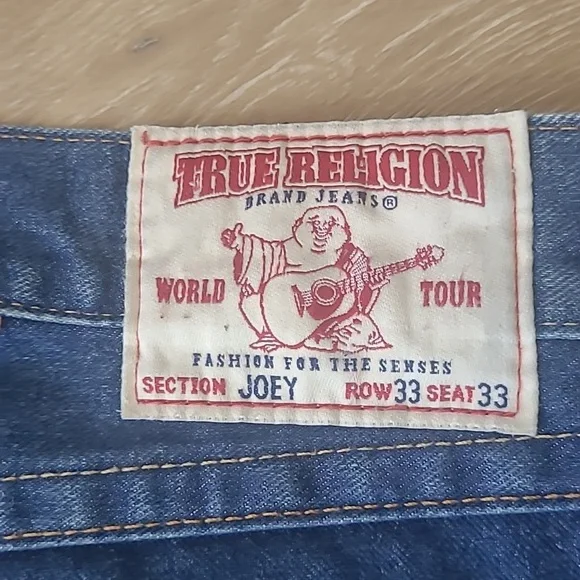 TRUE RELIGION
BRAND JEANS®
WORLD TOUR
FASHION FOR THE SENSES
SECTION JOEY ROW 33 SEAT 33